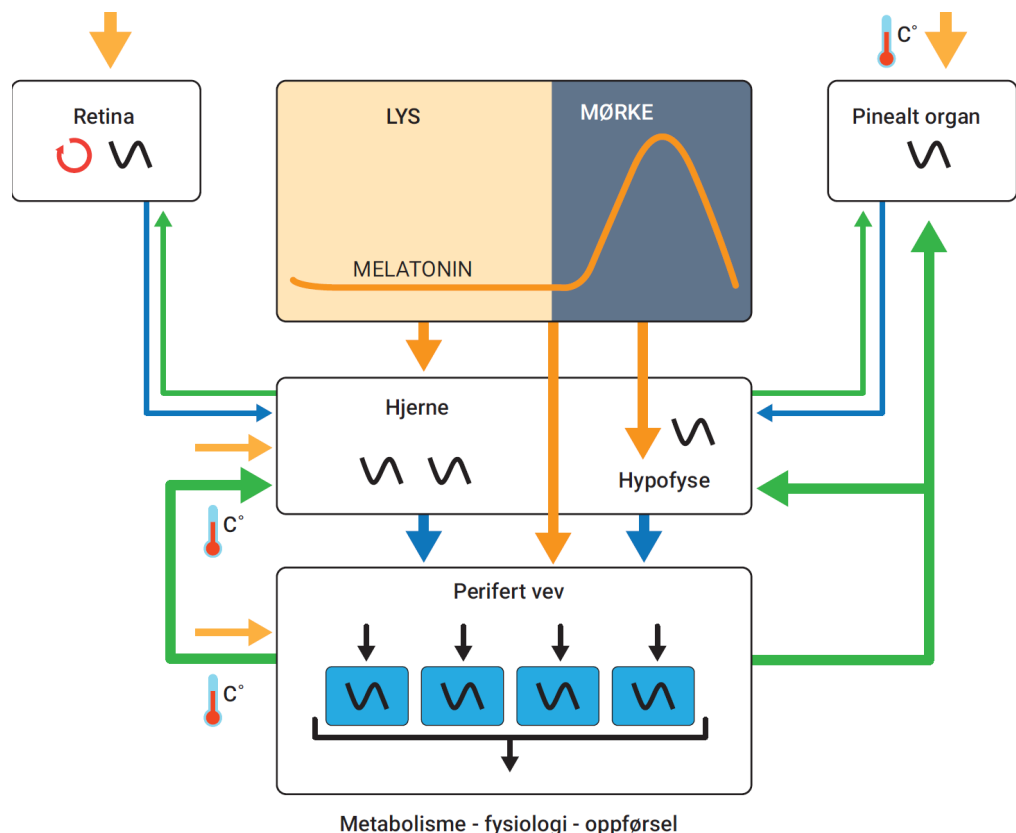 C°
Retina
LYS
MØRKE
Pinealt organ
MELATONIN
Hjerne
Hypofyse
C°
Perifert vev
C°
Metabolisme - fysiologi - oppførsel